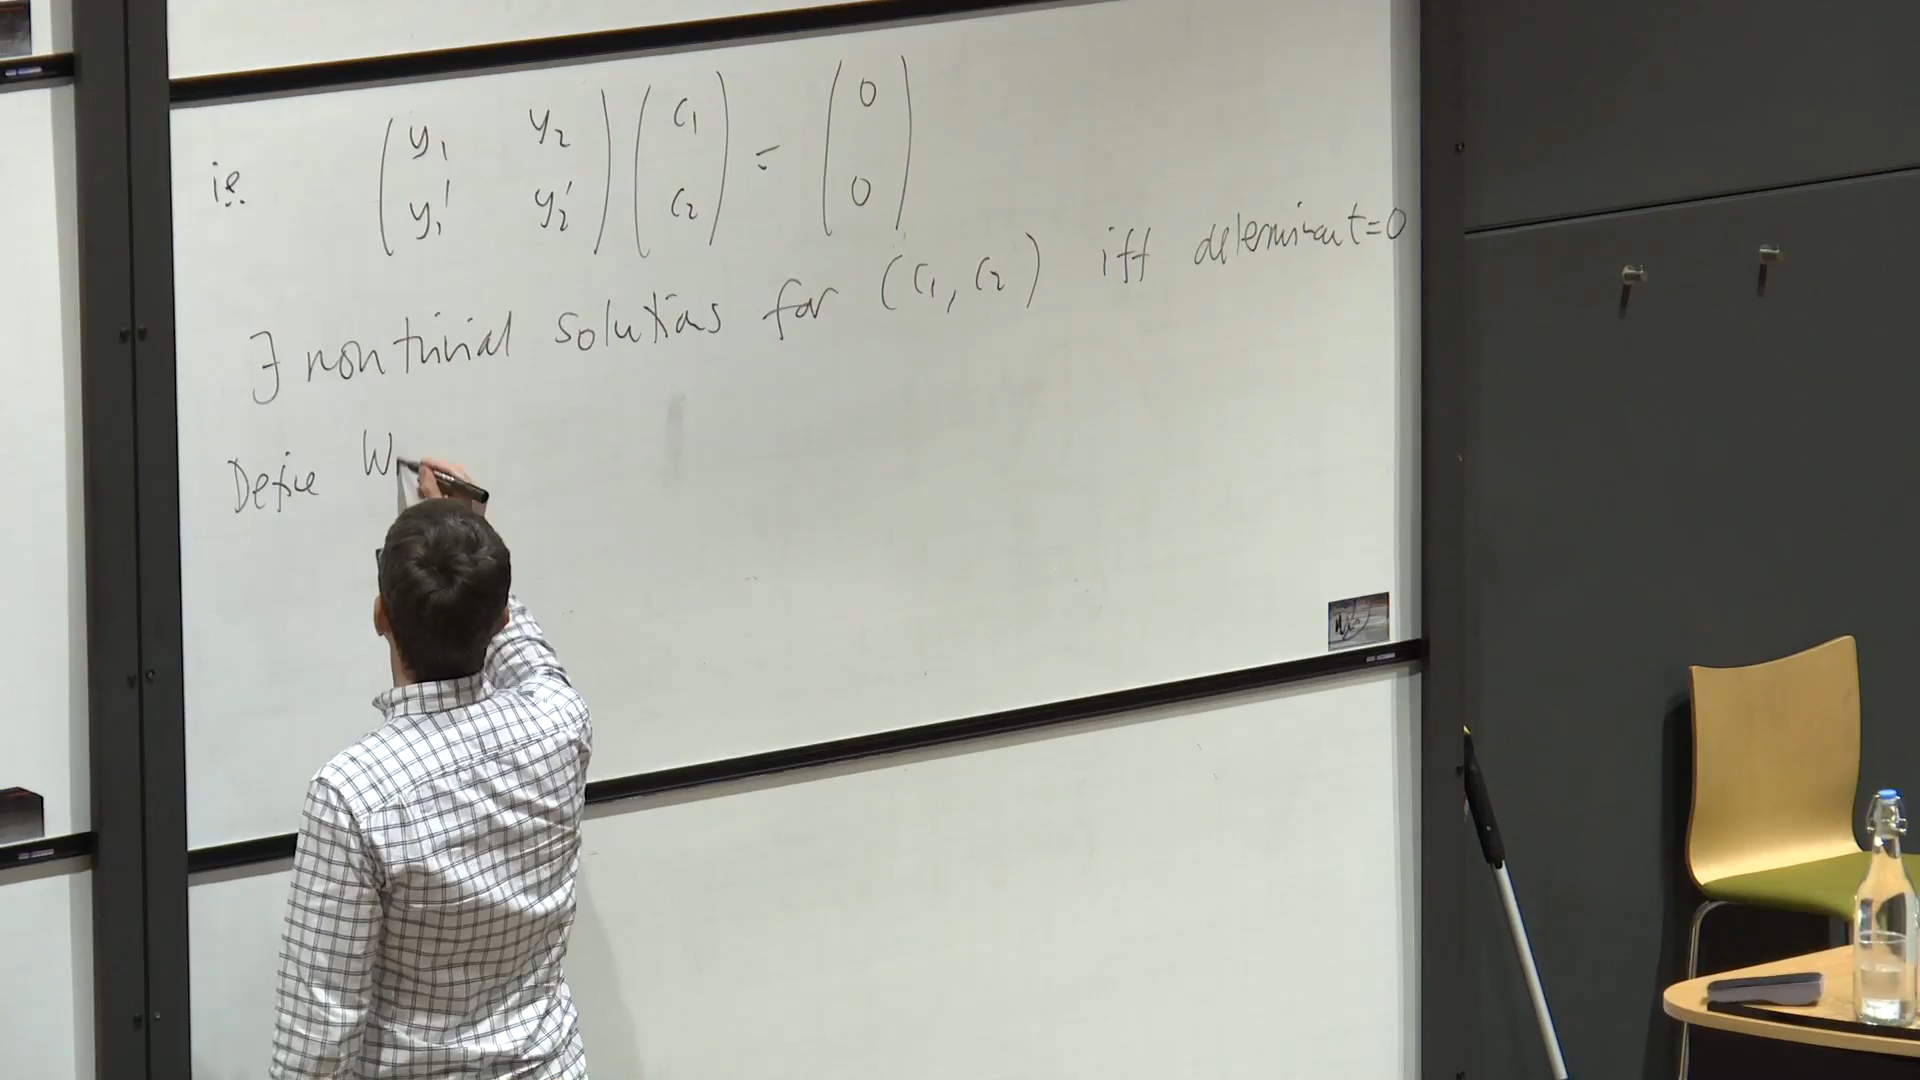 i.e. ( y₁ y₂ ) ( c₁ ) = ( 0 )
( y₁' y₂' ) ( c₂ ) ( 0 )
∃ nontrivial solutions for (c₁, c₂) iff determinant=0
Define W